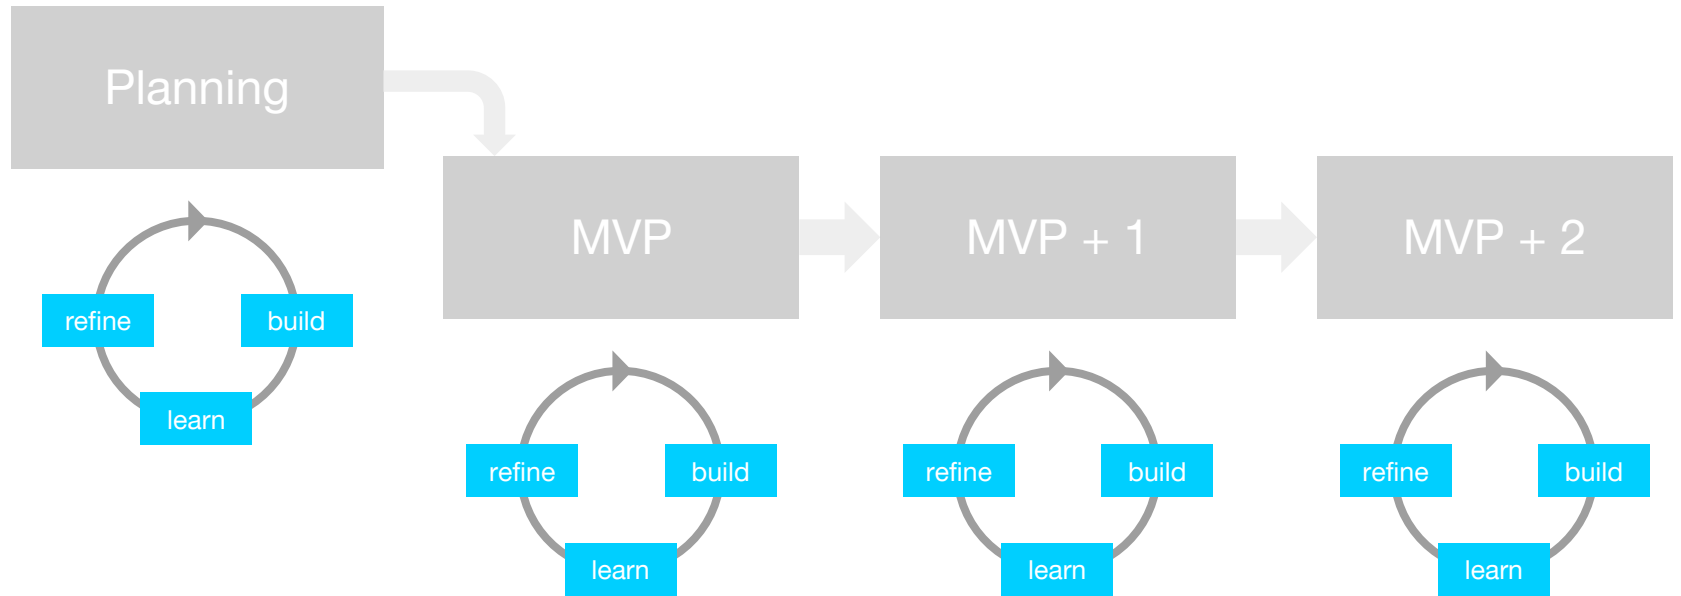 Planning
MVP
MVP + 1
MVP + 2
refine
build
learn
refine
build
learn
refine
build
learn
refine
build
learn